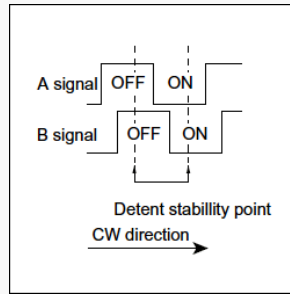 A signal OFF ON
B signal OFF ON
Detent stabillity point
CW direction